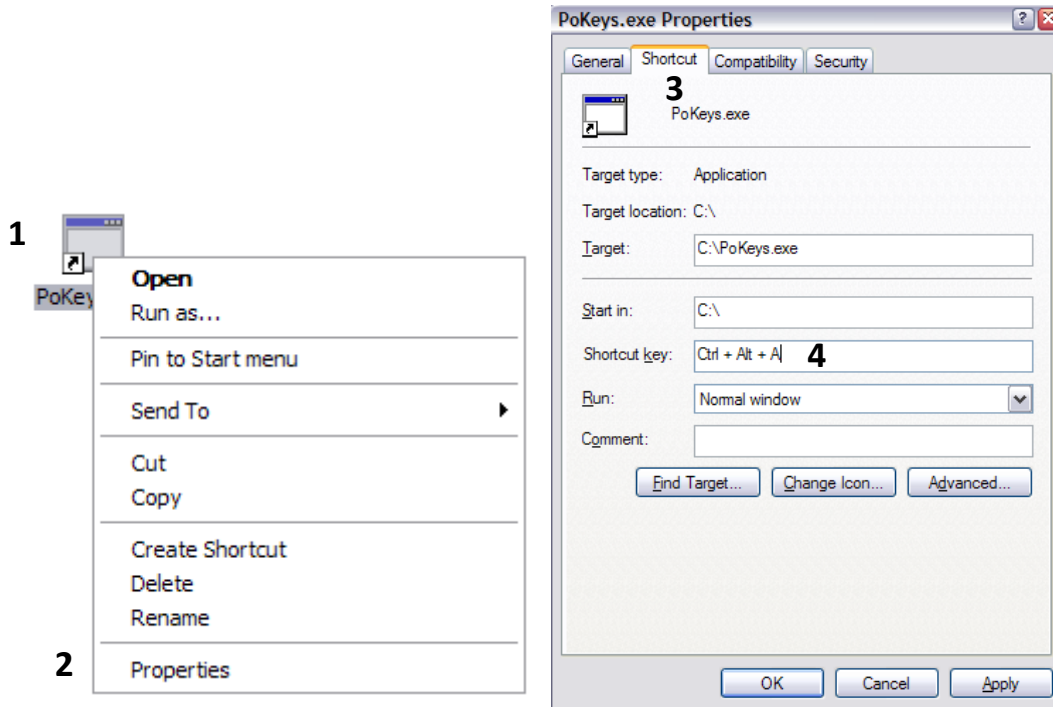 1
PoKey
Open
Run as...
Pin to Start menu
Send To
Cut
Copy
Create Shortcut
Delete
Rename
2
Properties
PoKeys.exe Properties
?
General Shortcut Compatibility Security
3
PoKeys.exe
Target type: Application
Target location: C:\
Target: C:\PoKeys.exe
Start in: C:\
Shortcut key: Ctrl + Alt + A 4
Run: Normal window
Comment:
Find Target... Change Icon... Advanced...
OK Cancel Apply